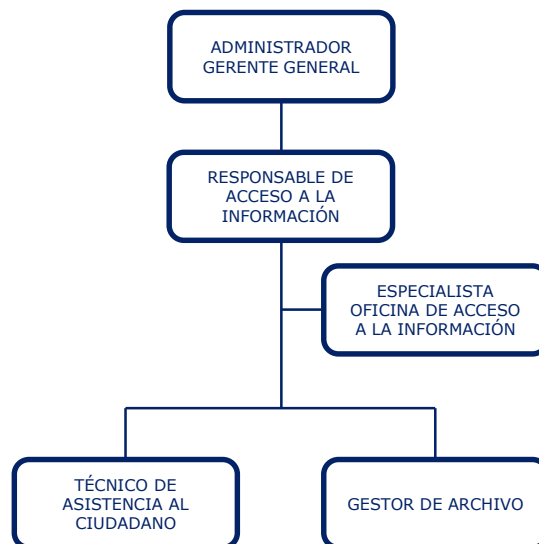 ADMINISTRADOR
GERENTE GENERAL
RESPONSABLE DE
ACCESO A LA
INFORMACIÓN
ESPECIALISTA
OFICINA DE ACCESO
A LA INFORMACIÓN
TÉCNICO DE
ASISTENCIA AL
CIUDADANO
GESTOR DE ARCHIVO